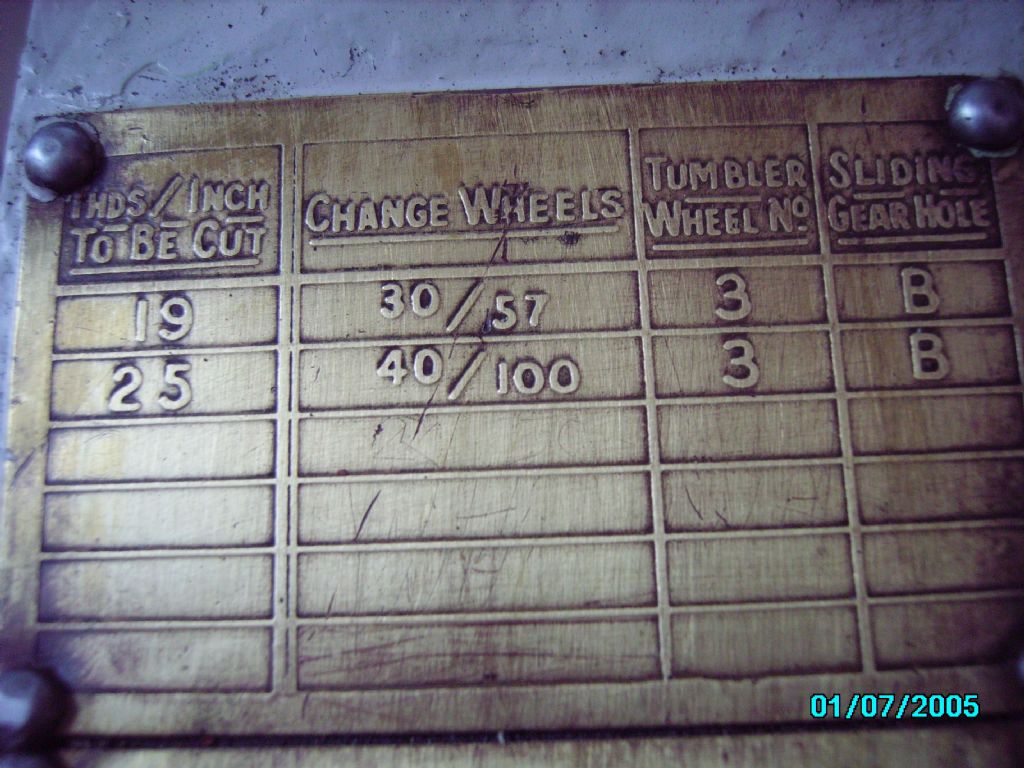 THDS/INCH TO BE CUT CHANGE WHEELS TUMBLER WHEEL NO SLIDING GEAR HOLE
19 30/57 3 B
25 40/100 3 B
01/07/2005